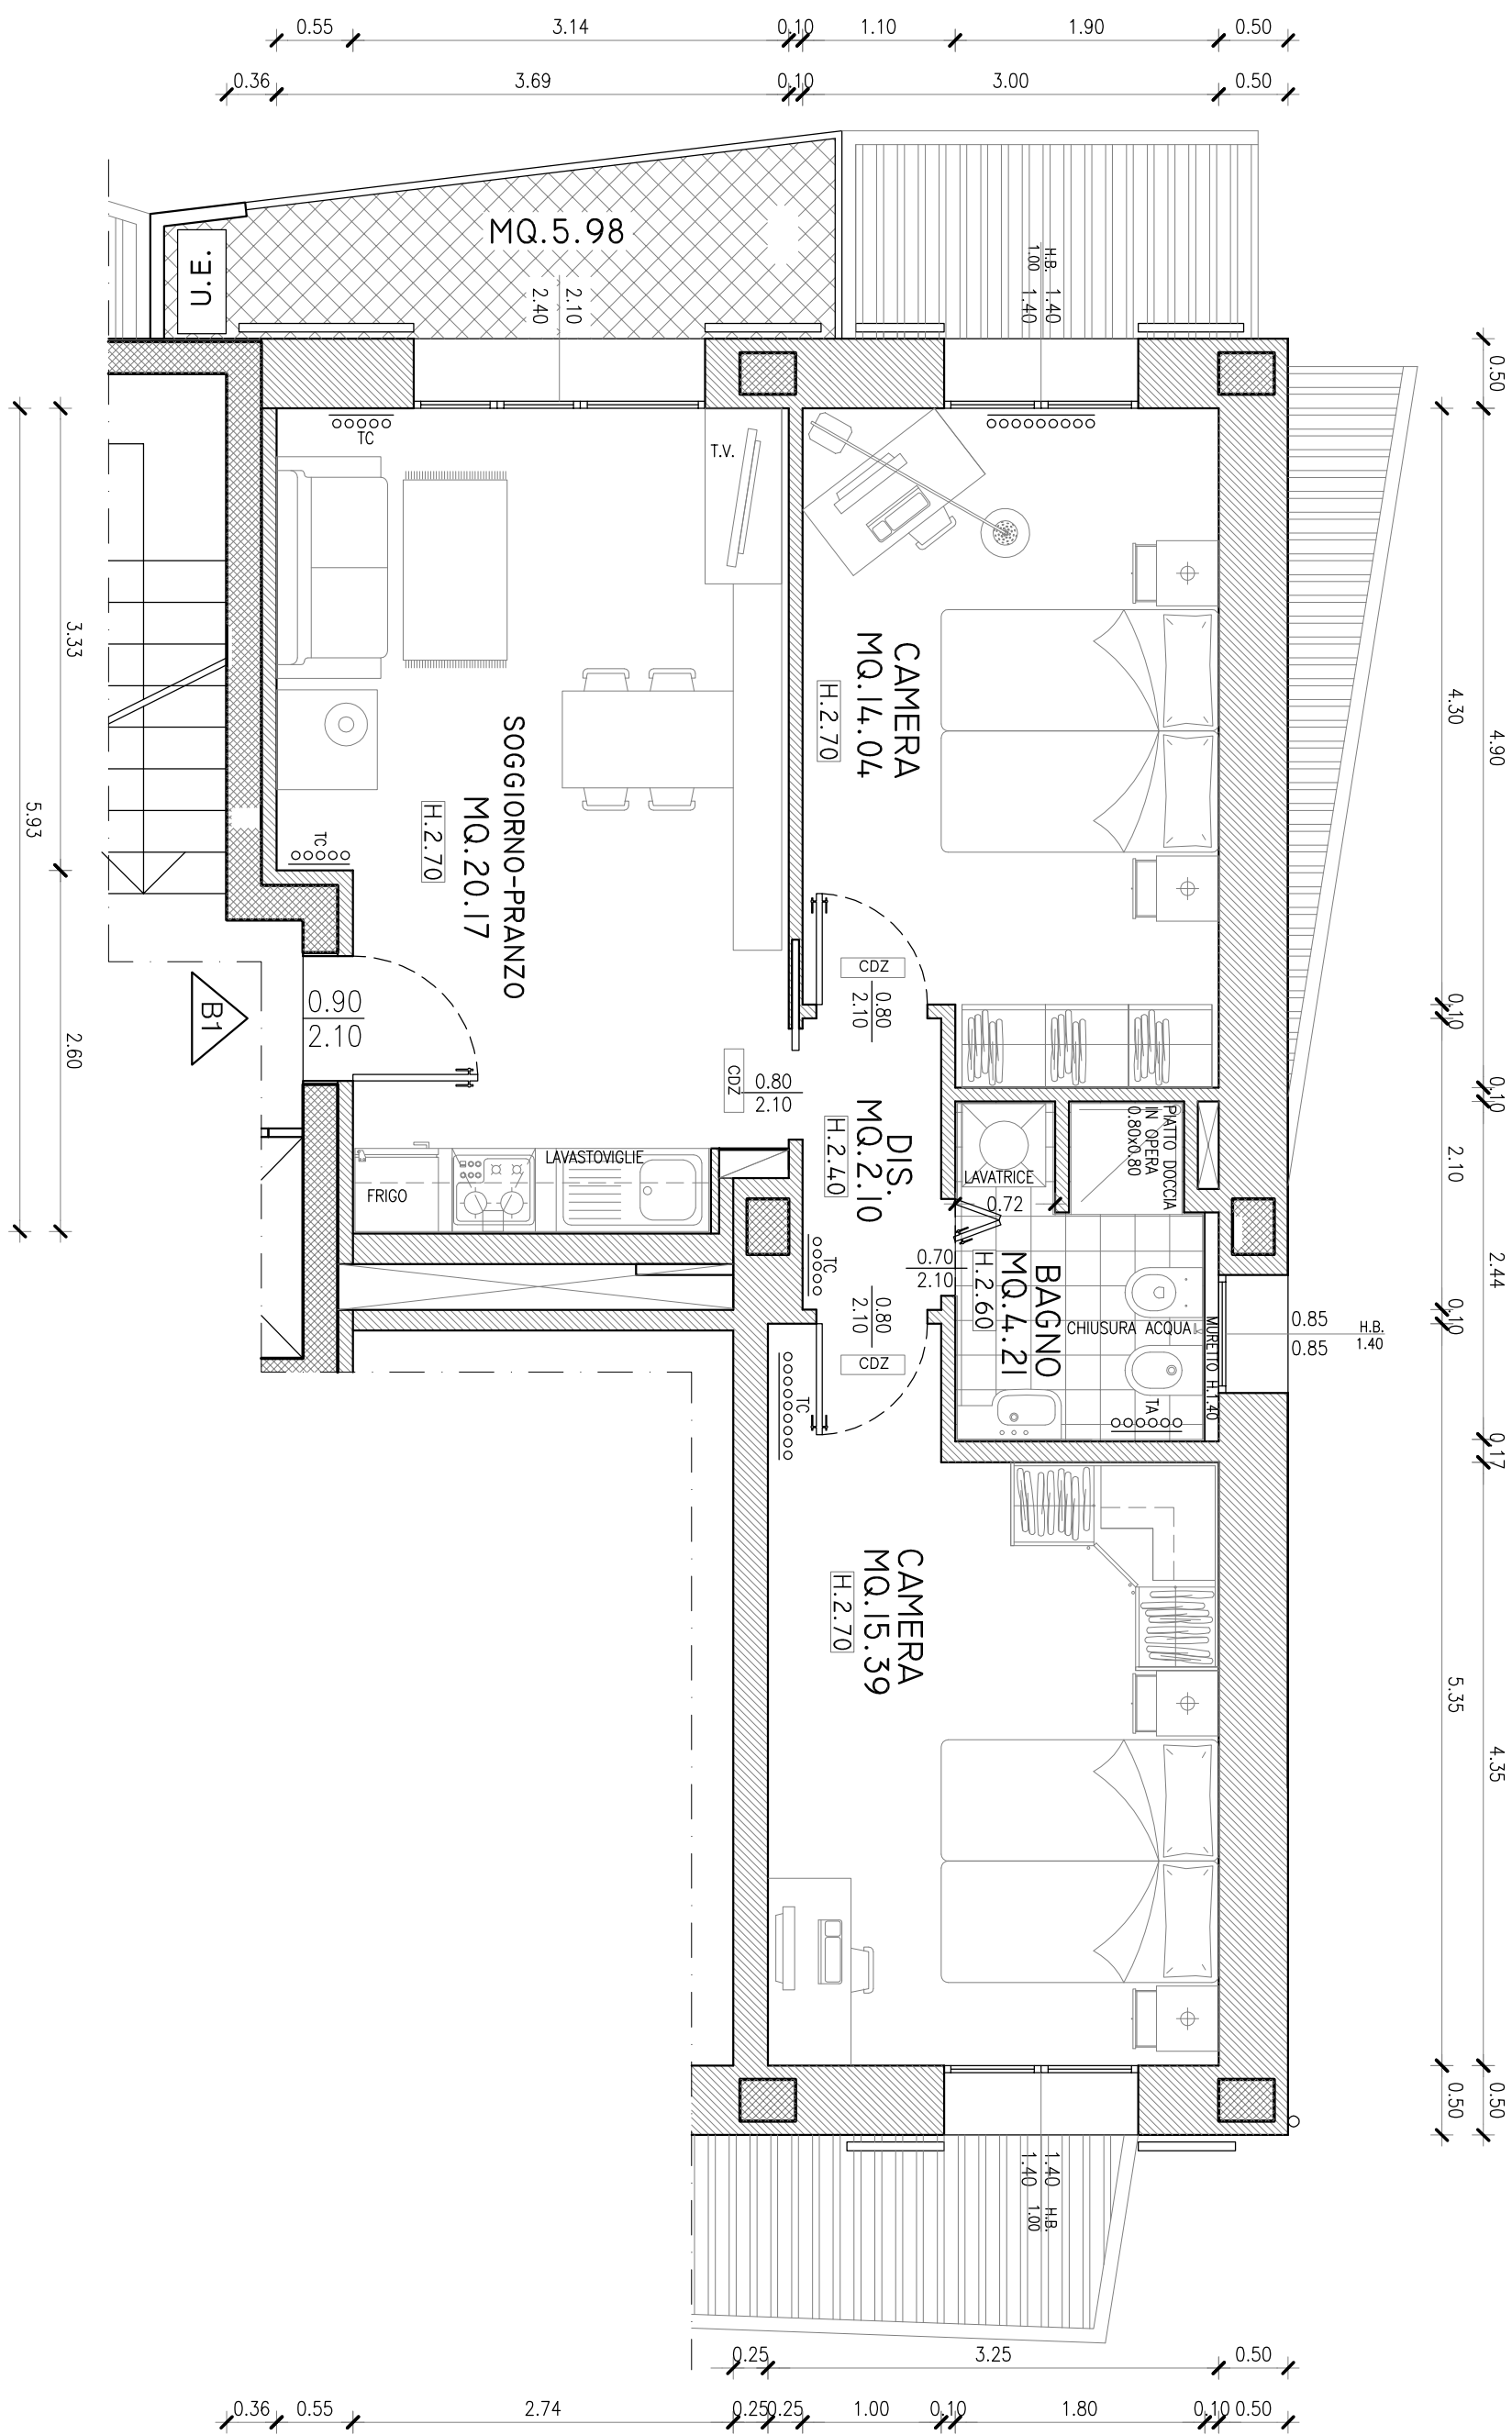 0.55 3.14 0.10 1.10 1.90 0.50
0.36 3.69 0.10 3.00 0.50
MQ.5.98
U.E.
2.10
2.40
H.B.
1.00
1.40
1.40
0.50
0.50
TC
T.V.
CAMERA
MQ.14.04
H.2.70
SOGGIORNO-PRANZO
MQ.20.17
H.2.70
TC
3.33
5.93
2.60
4.30
4.90
0.10
0.10
2.10
2.44
0.10
0.17
5.35
4.35
0.50
0.50
CDZ
0.80
2.10
B1
0.90
2.10
CDZ
0.80
2.10
DIS.
MQ.2.10
H.2.40
PIATTO DOCCIA
IN OPERA
0.80x0.80
LAVATRICE
0.72
LAVASTOVIGLIE
FRIGO
TC
0.70
2.10
BAGNO
MQ.4.21
H.2.60
CHIUSURA ACQUA
MURETTO H.1.40
TA
0.85
0.85
H.B.
1.40
0.80
2.10
CDZ
TC
CAMERA
MQ.15.39
H.2.70
1.40
1.40
H.B.
1.00
0.25 3.25 0.50
0.36 0.55 2.74 0.25 0.25 1.00 0.10 1.80 0.10 0.50